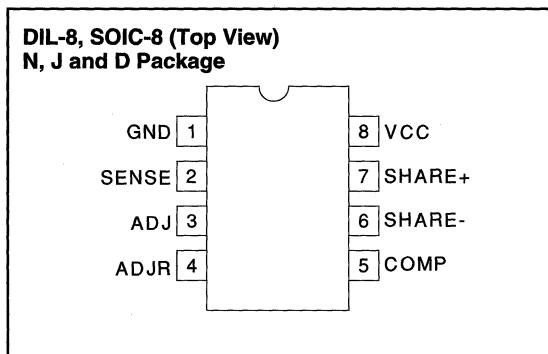 DIL-8, SOIC-8 (Top View)
N, J and D Package
GND 1 8 VCC
SENSE 2 7 SHARE+
ADJ 3 6 SHARE-
ADJR 4 5 COMP